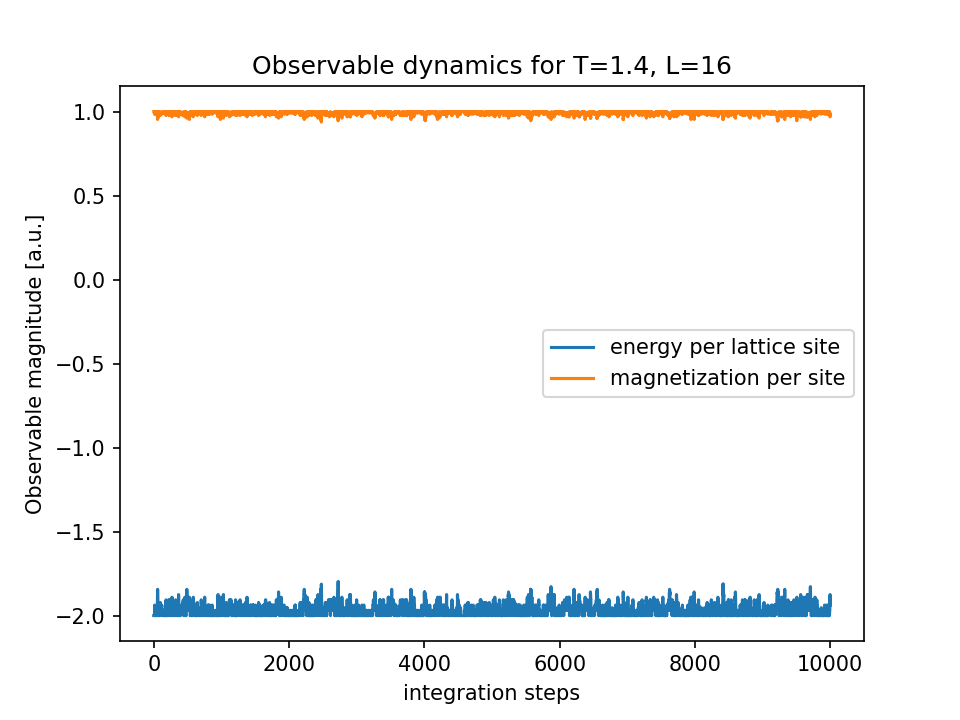 Observable dynamics for T=1.4, L=16
Observable magnitude [a.u.]
1.0
0.5
0.0
−0.5
−1.0
−1.5
−2.0
energy per lattice site
magnetization per site
0 2000 4000 6000 8000 10000
integration steps